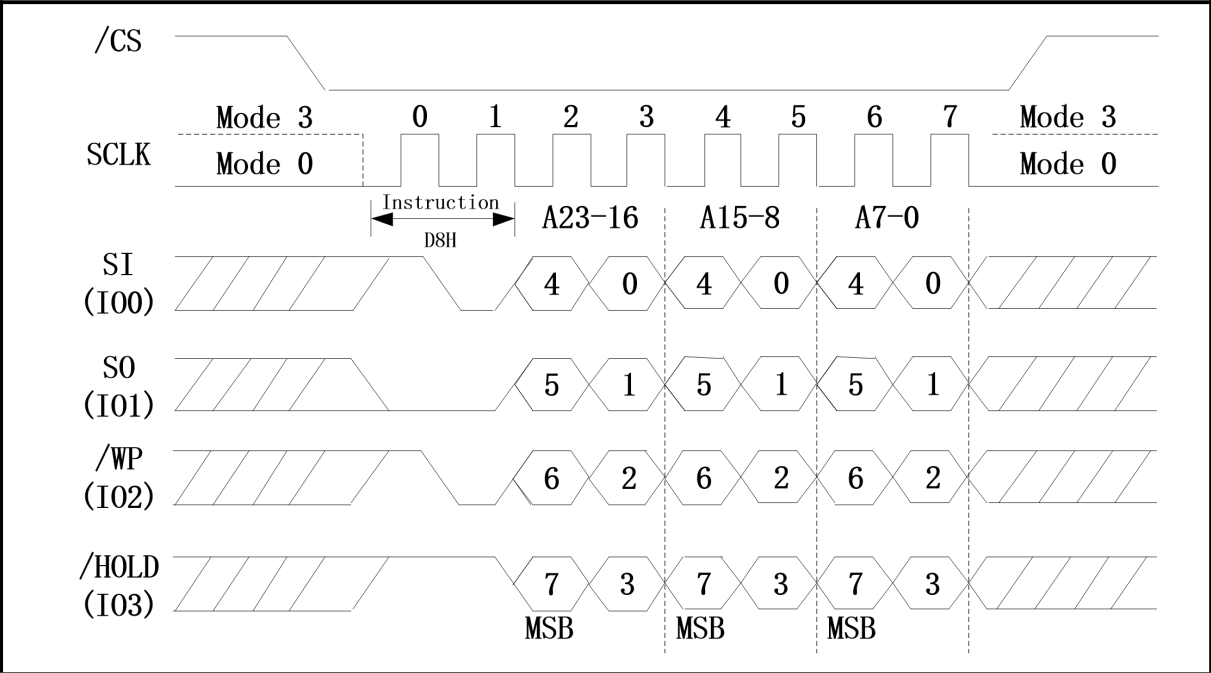 /CS
Mode 3 0 1 2 3 4 5 6 7 Mode 3
SCLK
Mode 0 Mode 0
Instruction
A23-16 A15-8 A7-0
D8H
SI
(IO0) 4 0 4 0 4 0
SO
(IO1) 5 1 5 1 5 1
/WP
(IO2) 6 2 6 2 6 2
/HOLD
(IO3) 7 3 7 3 7 3
MSB MSB MSB